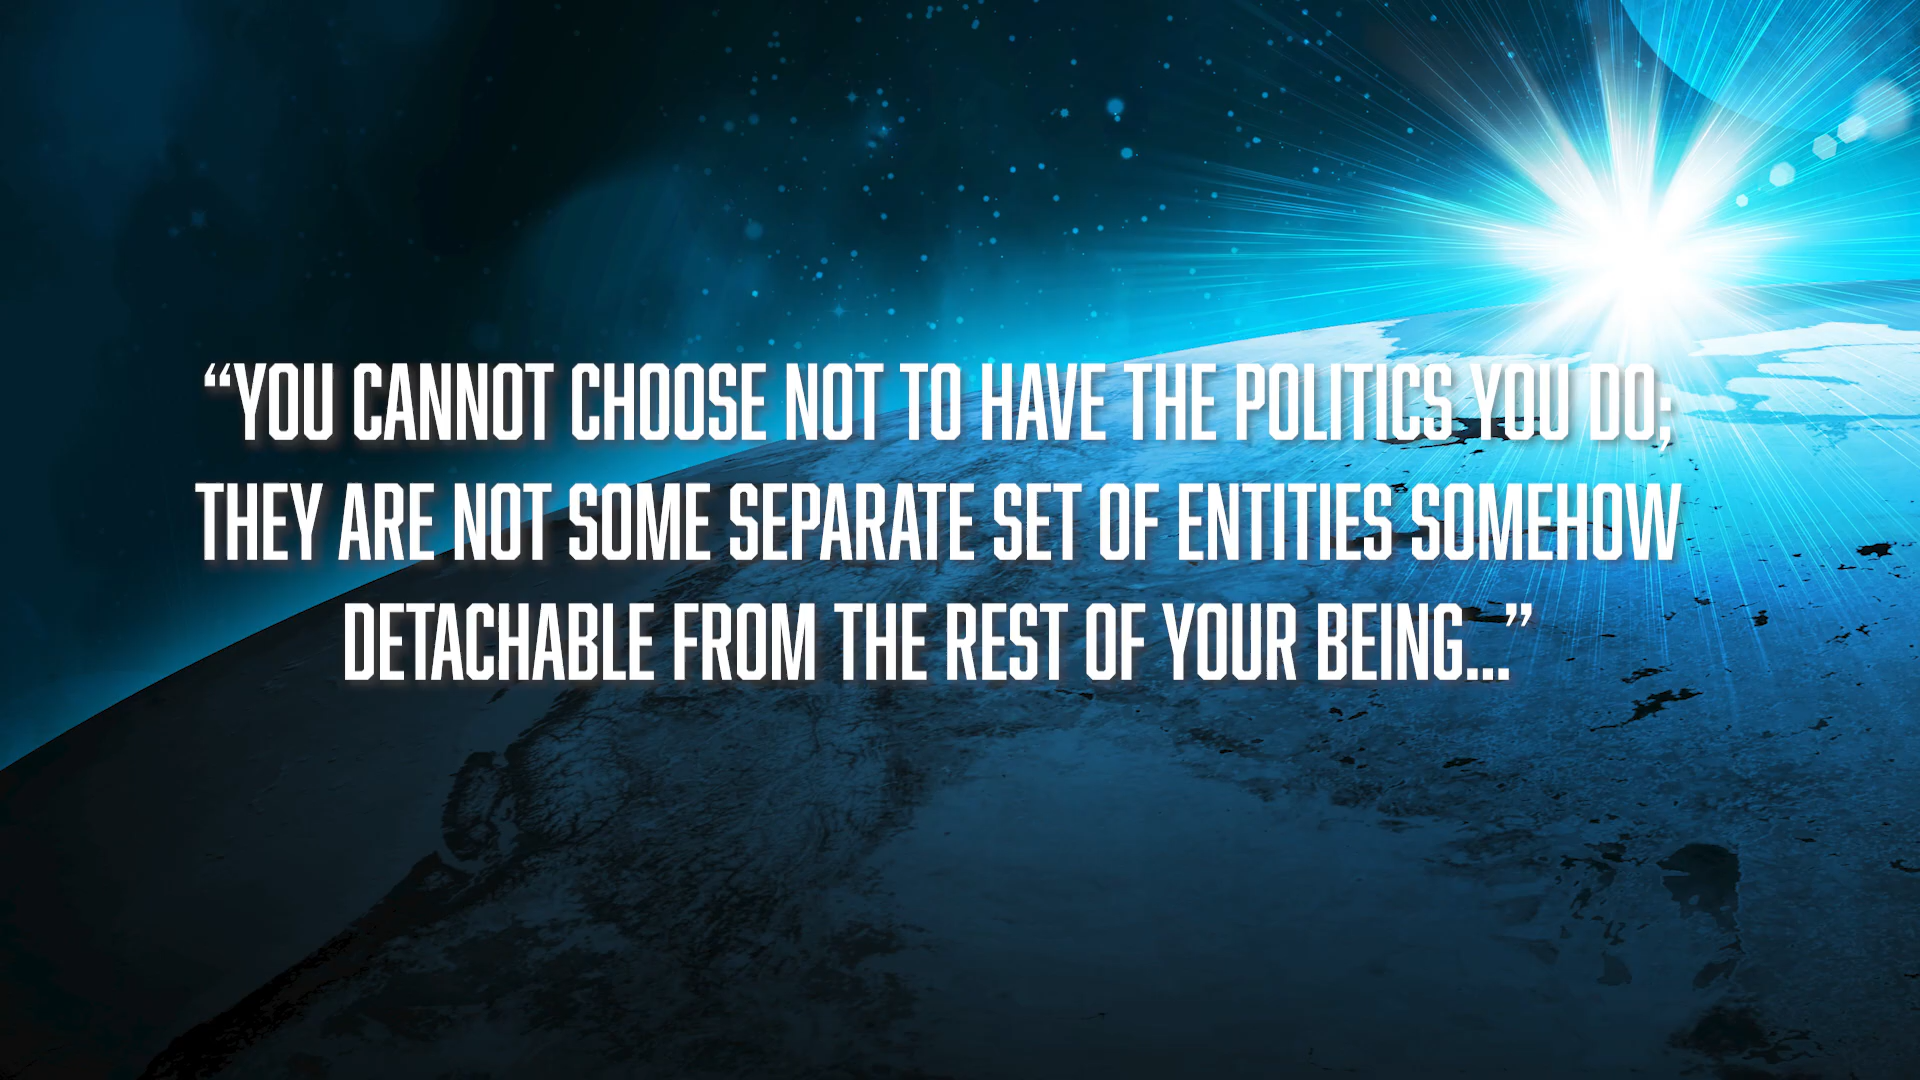 “YOU CANNOT CHOOSE NOT TO HAVE THE POLITICS YOU DO;
THEY ARE NOT SOME SEPARATE SET OF ENTITIES SOMEHOW
DETACHABLE FROM THE REST OF YOUR BEING...”